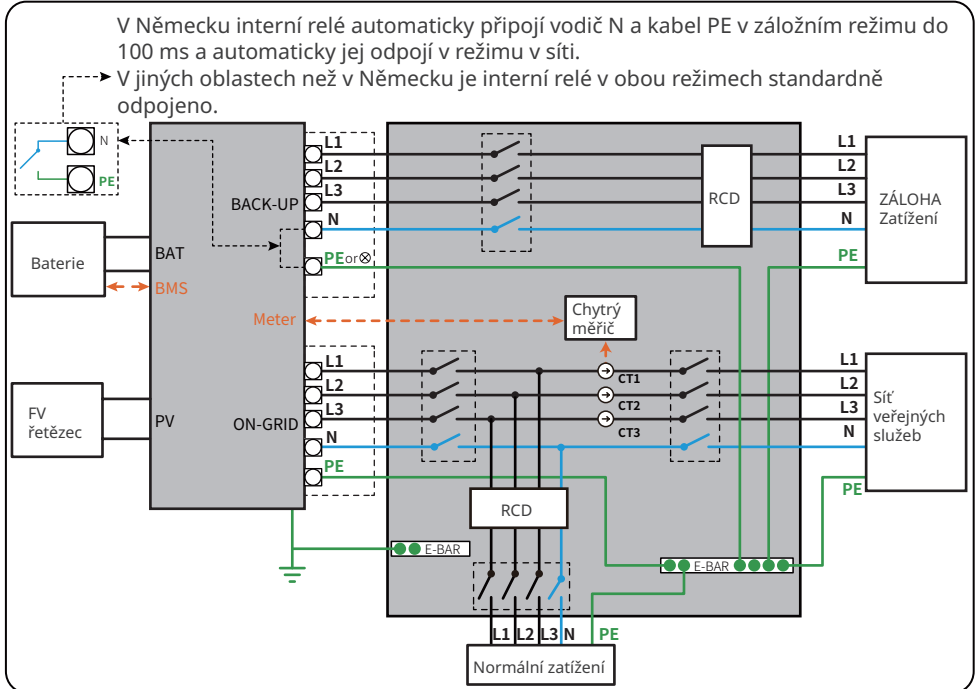 V Německu interní relé automaticky připojí vodič N a kabel PE v záložním režimu do
100 ms a automaticky jej odpojí v režimu v síti.
V jiných oblastech než v Německu je interní relé v obou režimech standardně
odpojeno.
N
PE
L1
L2
L3
N
PE or
BACK-UP
RCD
L1
L2
L3
N
PE
ZÁLOHA
Zatížení
Baterie
BAT
BMS
Meter
Chytrý
měřič
FV
řetězec
PV
ON-GRID
L1
L2
L3
N
PE
CT1
CT2
CT3
L1
L2
L3
N
PE
Síť
veřejných
služeb
RCD
E-BAR
E-BAR
L1 L2 L3 N PE
Normální zatížení